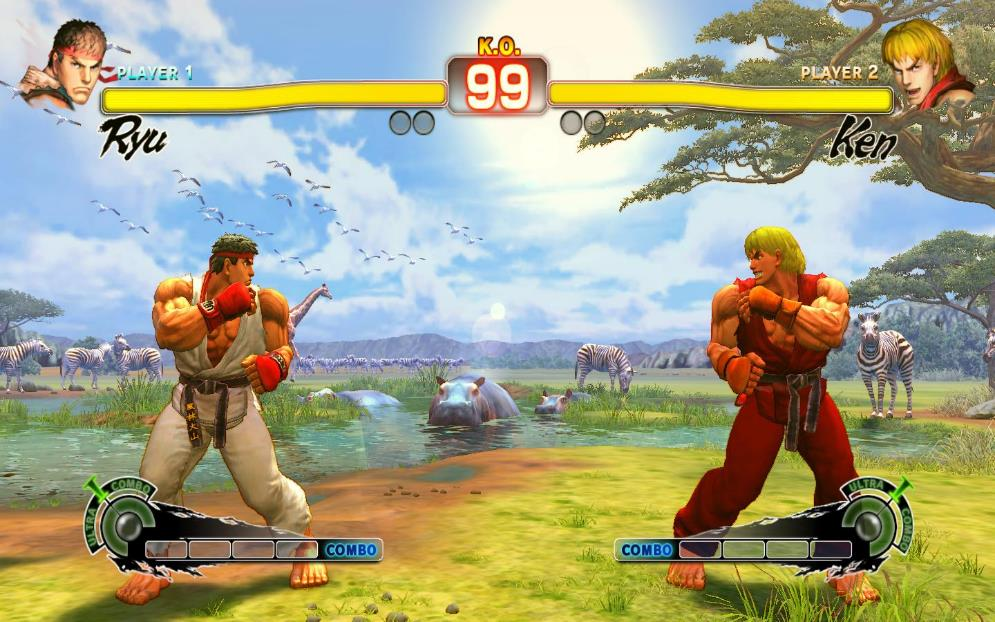 K.O.
PLAYER 1
99
PLAYER 2
Ryu
Ken
ULTRA
COMBO
COMBO
COMBO
ULTRA
COMBO